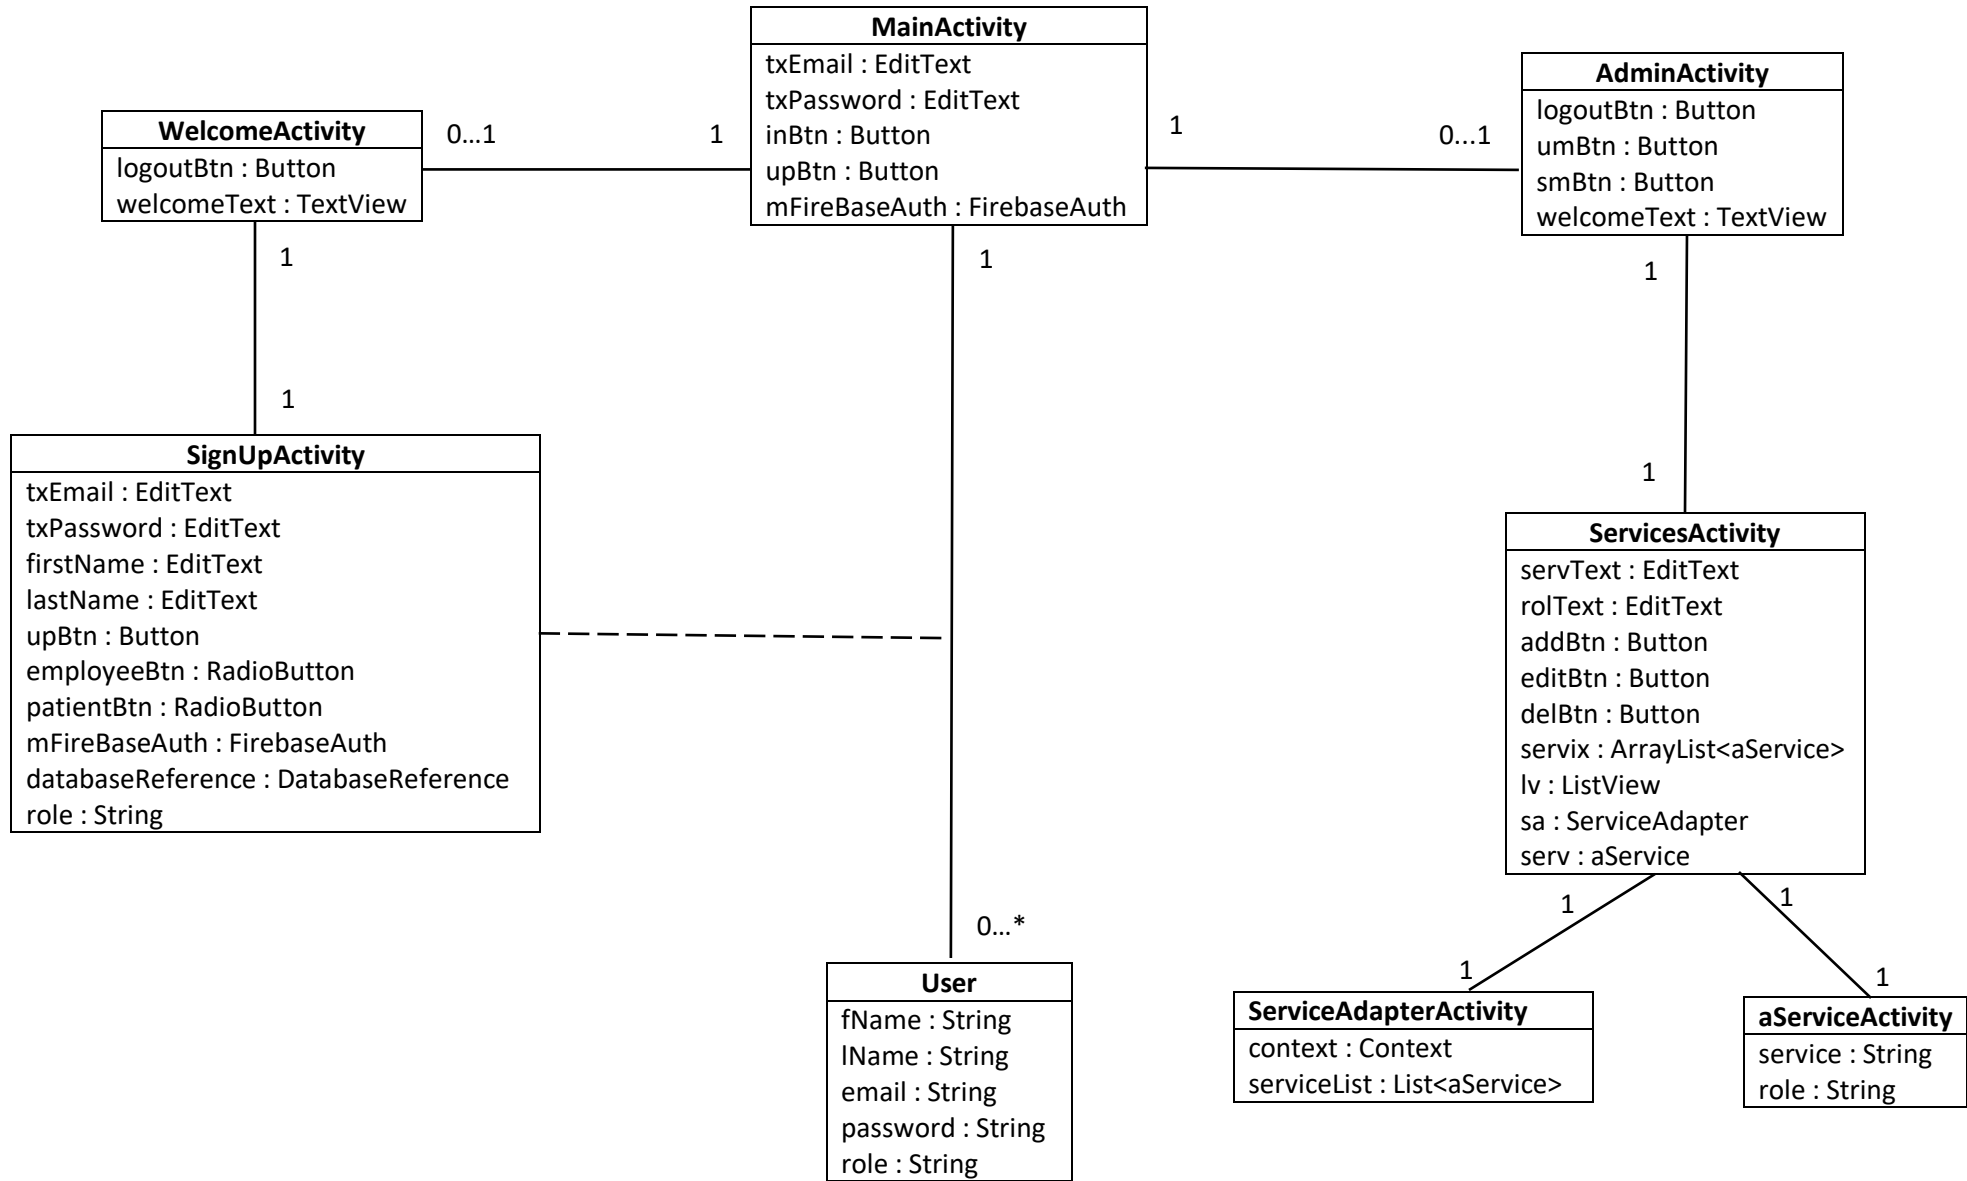 MainActivity
txEmail : EditText
txPassword : EditText
inBtn : Button
upBtn : Button
mFireBaseAuth : FirebaseAuth
AdminActivity
logoutBtn : Button
umBtn : Button
smBtn : Button
welcomeText : TextView
WelcomeActivity
logoutBtn : Button
welcomeText : TextView
0...1
1
1
0...1
1
1
1
1
1
SignUpActivity
txEmail : EditText
txPassword : EditText
firstName : EditText
lastName : EditText
upBtn : Button
employeeBtn : RadioButton
patientBtn : RadioButton
mFireBaseAuth : FirebaseAuth
databaseReference : DatabaseReference
role : String
ServicesActivity
servText : EditText
rolText : EditText
addBtn : Button
editBtn : Button
delBtn : Button
servix : ArrayList<aService>
lv : ListView
sa : ServiceAdapter
serv : aService
1
1
0...*
1
1
User
fName : String
lName : String
email : String
password : String
role : String
ServiceAdapterActivity
context : Context
serviceList : List<aService>
aServiceActivity
service : String
role : String